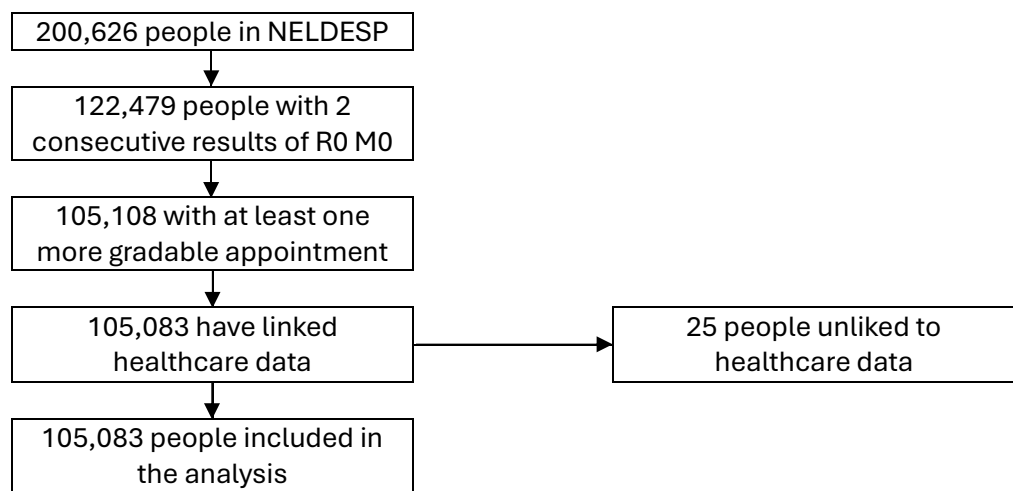 200,626 people in NELDESP
122,479 people with 2
consecutive results of R0 M0
105,108 with at least one
more gradable appointment
105,083 have linked
healthcare data
25 people unliked to
healthcare data
105,083 people included in
the analysis